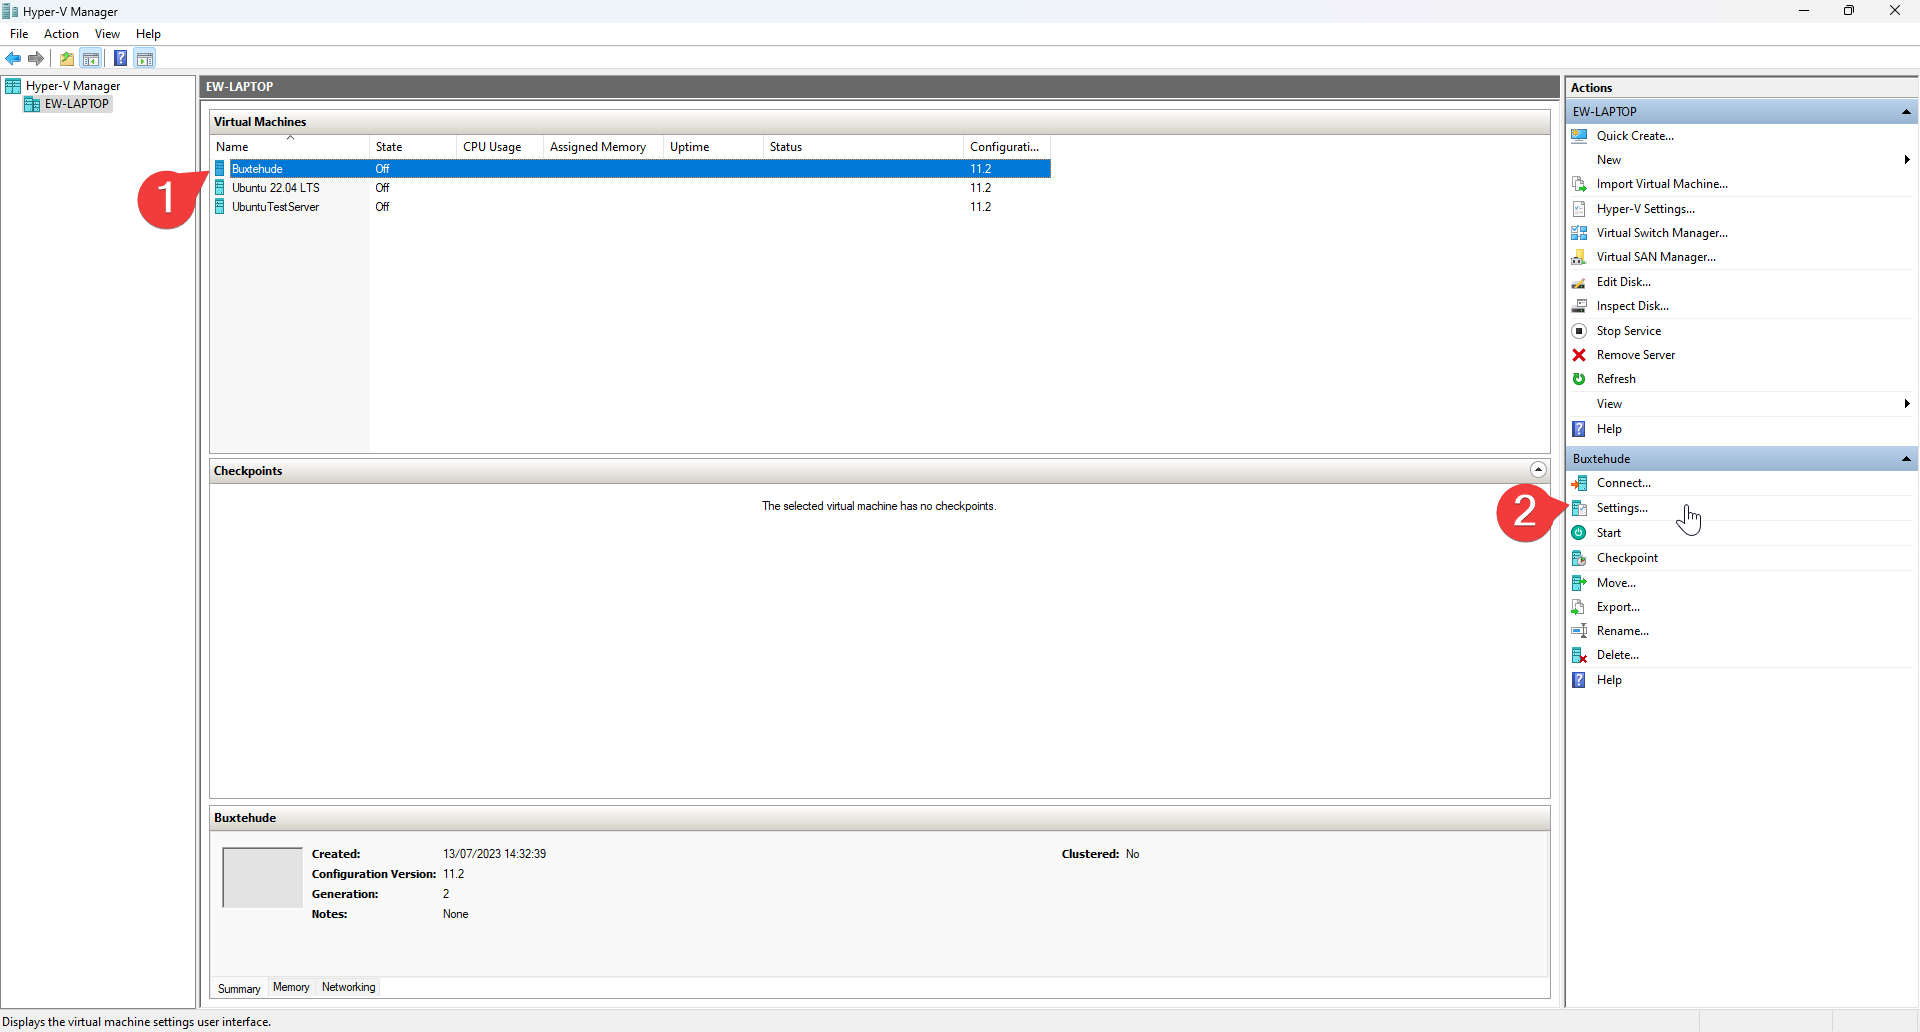 Hyper-V Manager
File Action View Help
Hyper-V Manager
EW-LAPTOP
EW-LAPTOP
Virtual Machines
Name State CPU Usage Assigned Memory Uptime Status Configurati...
Buxtehude Off 11.2
Ubuntu 22.04 LTS Off 11.2
UbuntuTestServer Off 11.2
1
Checkpoints
The selected virtual machine has no checkpoints.
Buxtehude
Created: 13/07/2023 14:32:39 Clustered: No
Configuration Version: 11.2
Generation: 2
Notes: None
Summary Memory Networking
Actions
EW-LAPTOP
Quick Create...
New
Import Virtual Machine...
Hyper-V Settings...
Virtual Switch Manager...
Virtual SAN Manager...
Edit Disk...
Inspect Disk...
Stop Service
Remove Server
Refresh
View
Help
Buxtehude
Connect...
2
Settings...
Start
Checkpoint
Move...
Export...
Rename...
Delete...
Help
Displays the virtual machine settings user interface.